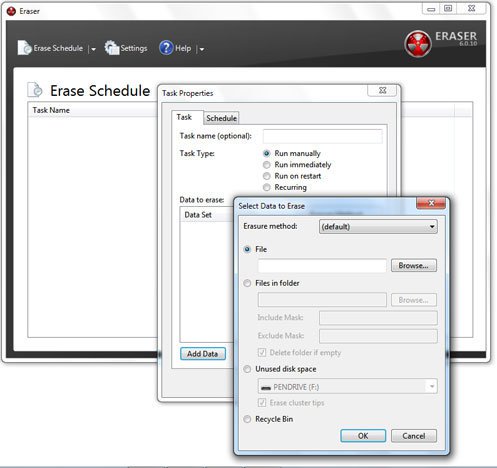 Eraser
Erase Schedule
Settings
Help
ERASER
6.0.10
Erase Schedule
Task Name
Task Properties
Task
Schedule
Task name (optional):
Task Type:
Run manually
Run immediately
Run on restart
Recurring
Data to erase:
Data Set
Add Data
Select Data to Erase
Erasure method:
(default)
File
Browse...
Files in folder
Browse...
Include Mask:
Exclude Mask:
Delete folder if empty
Unused disk space
PENDRIVE (F:)
Erase cluster tips
Recycle Bin
OK
Cancel